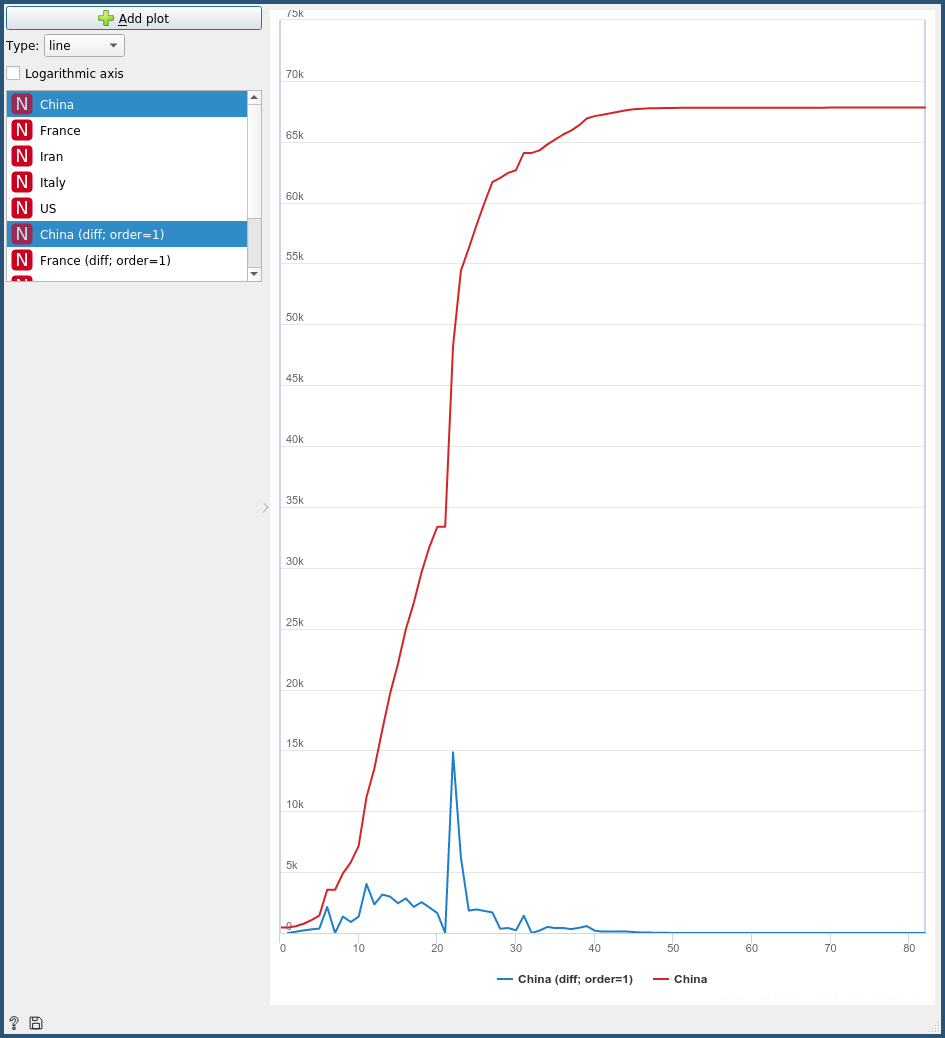 Add plot
Type: line
Logarithmic axis
N China
N France
N Iran
N Italy
N US
N China (diff; order=1)
N France (diff; order=1)
75k
70k
65k
60k
55k
50k
45k
40k
35k
30k
25k
20k
15k
10k
5k
0
0 10 20 30 40 50 60 70 80
China (diff; order=1) China
?